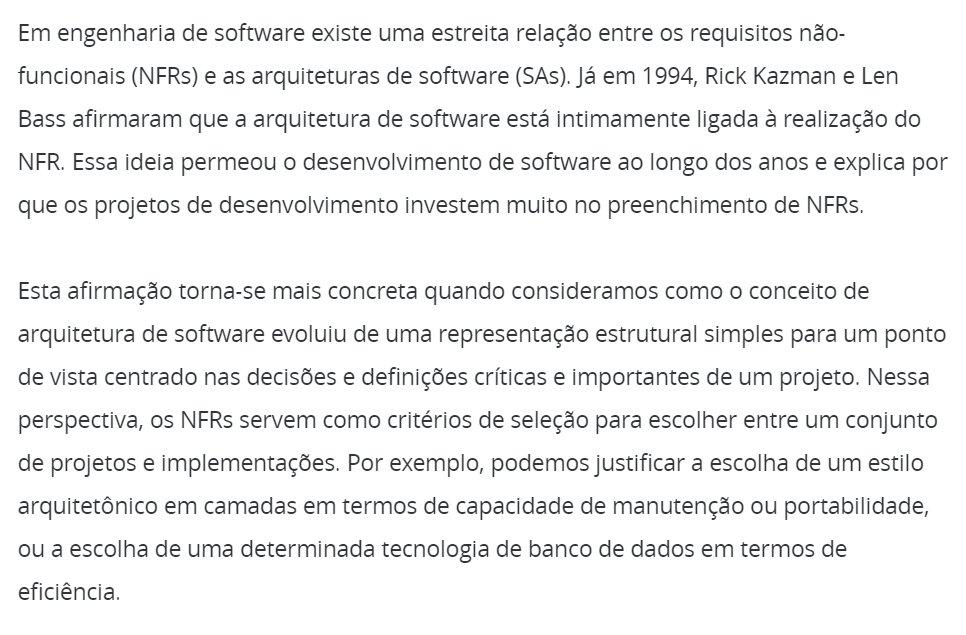 Em engenharia de software existe uma estreita relação entre os requisitos não-
funcionais (NFRs) e as arquiteturas de software (SAs). Já em 1994, Rick Kazman e Len
Bass afirmaram que a arquitetura de software está intimamente ligada à realização do
NFR. Essa ideia permeou o desenvolvimento de software ao longo dos anos e explica por
que os projetos de desenvolvimento investem muito no preenchimento de NFRs.
Esta afirmação torna-se mais concreta quando consideramos como o conceito de
arquitetura de software evoluiu de uma representação estrutural simples para um ponto
de vista centrado nas decisões e definições críticas e importantes de um projeto. Nessa
perspectiva, os NFRs servem como critérios de seleção para escolher entre um conjunto
de projetos e implementações. Por exemplo, podemos justificar a escolha de um estilo
arquitetônico em camadas em termos de capacidade de manutenção ou portabilidade,
ou a escolha de uma determinada tecnologia de banco de dados em termos de
eficiência.